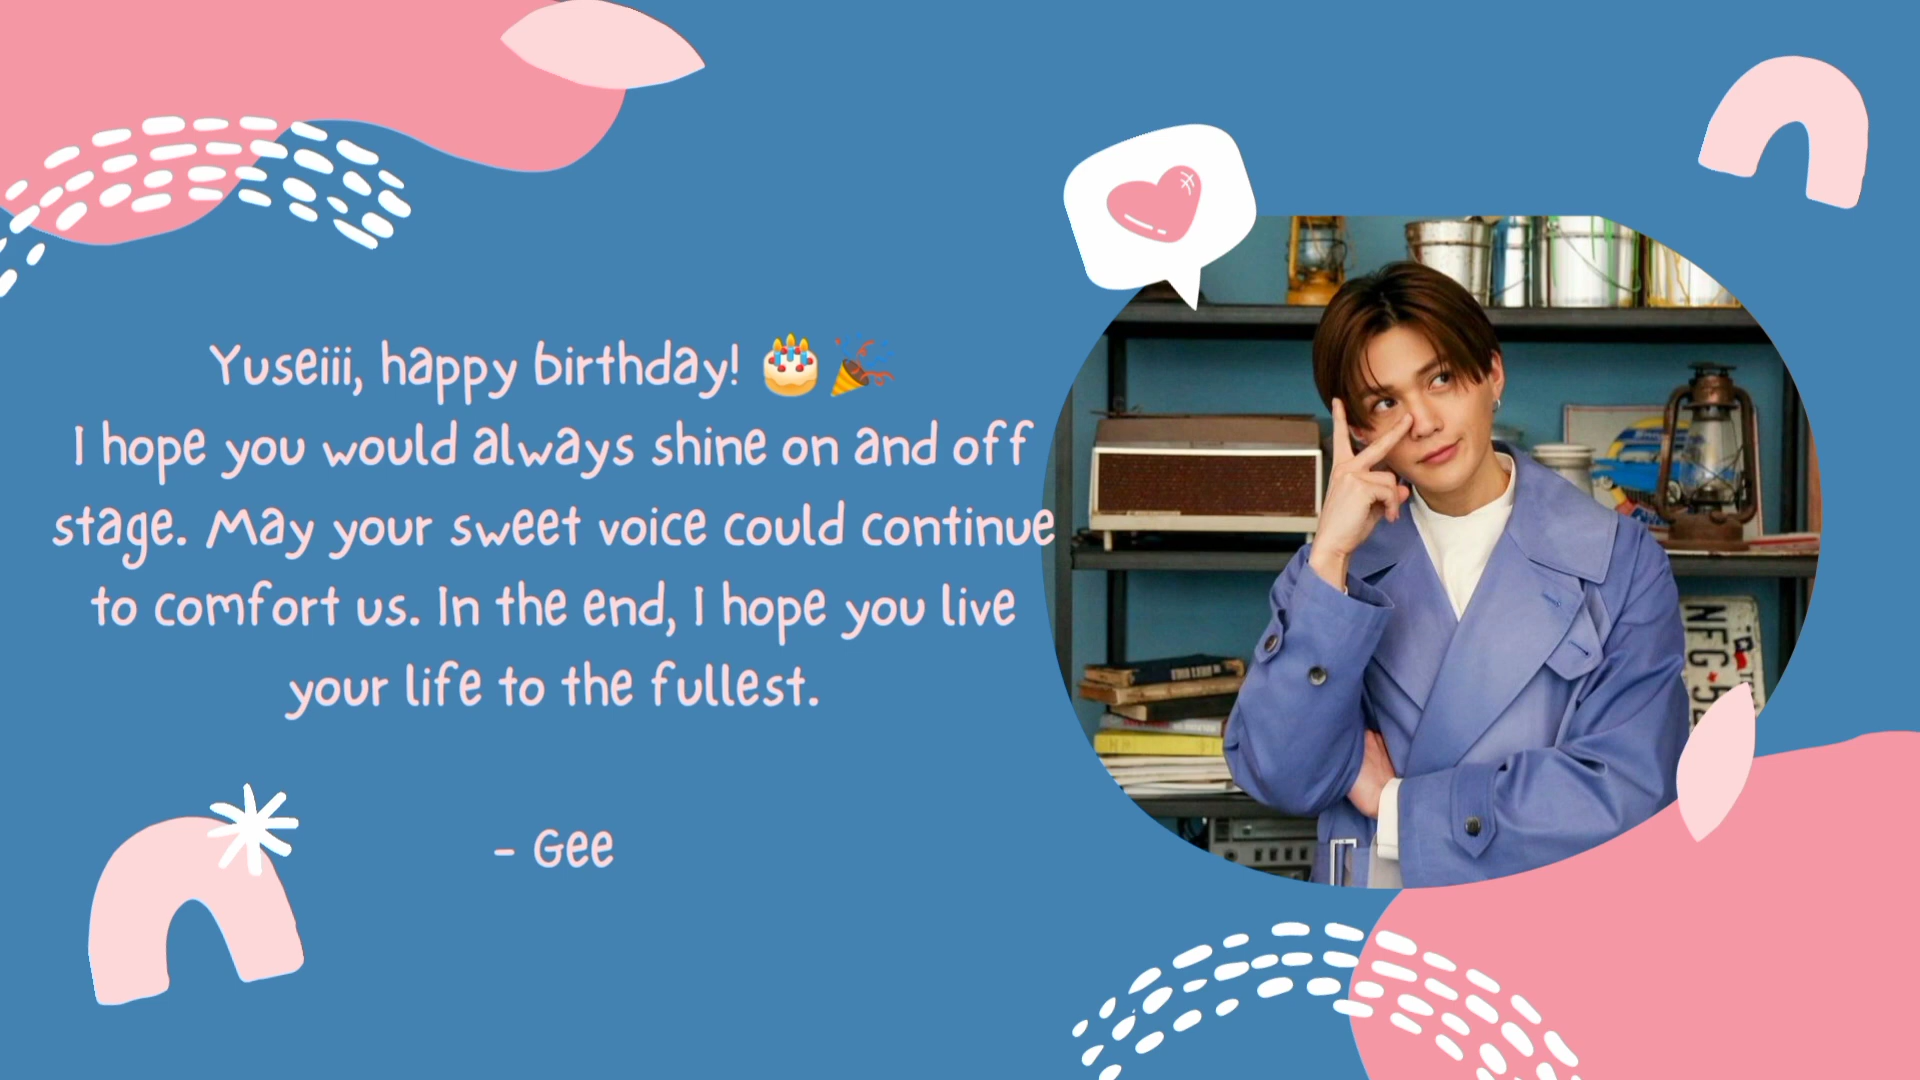 Yuseiii, happy birthday! 🎂🎉
I hope you would always shine on and off
stage. May your sweet voice could continue
to comfort us. In the end, I hope you live
your life to the fullest.
- Gee
NFG